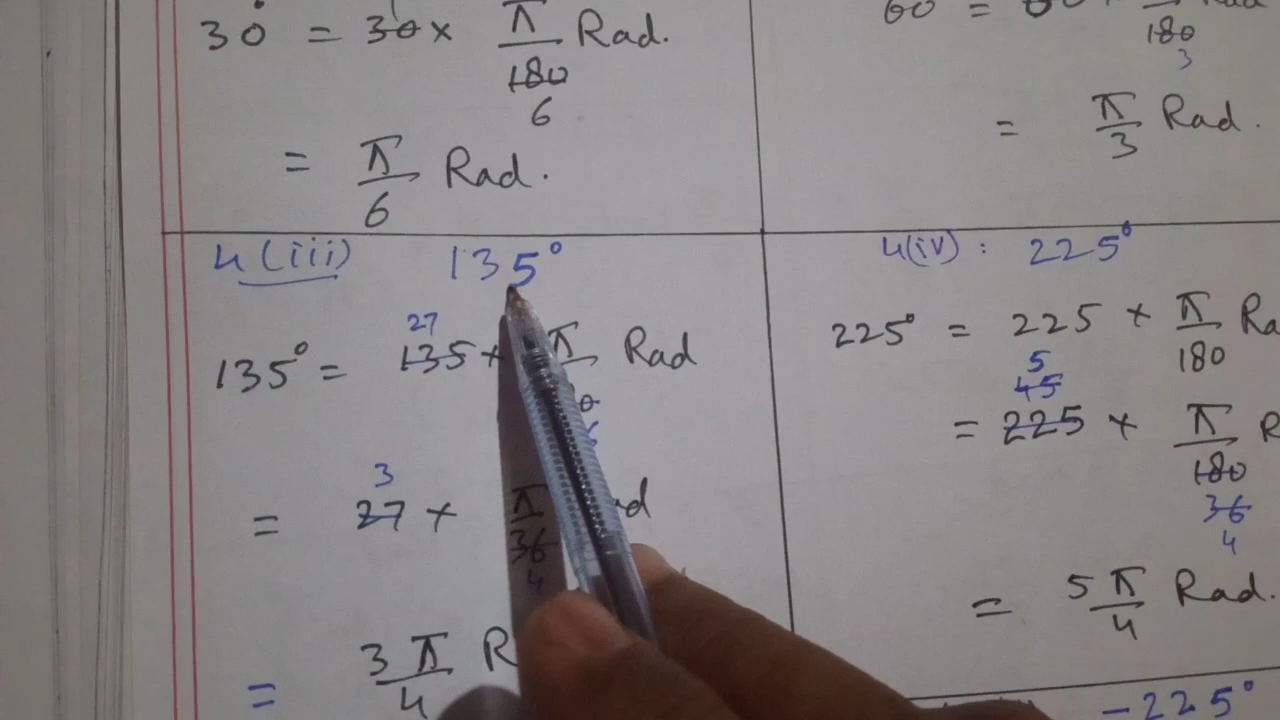 30° = 30 × π/180 Rad.
6
= π/6 Rad.
= π/3 Rad.
180
3
4(iii) 135°
27
135° = 135 × π Rad
3
= 27 × π/36
4
= 3π/4 R
4(iv) : 225°
225° = 225 × π/180 Ra
5
45
= 225 × π/180 R
36
4
= 5π/4 Rad.
-225°